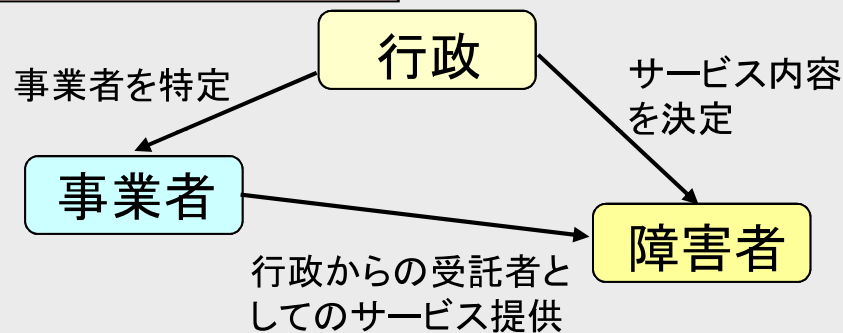 行政
事業者を特定
サービス内容
を決定
事業者
障害者
行政からの受託者と
してのサービス提供